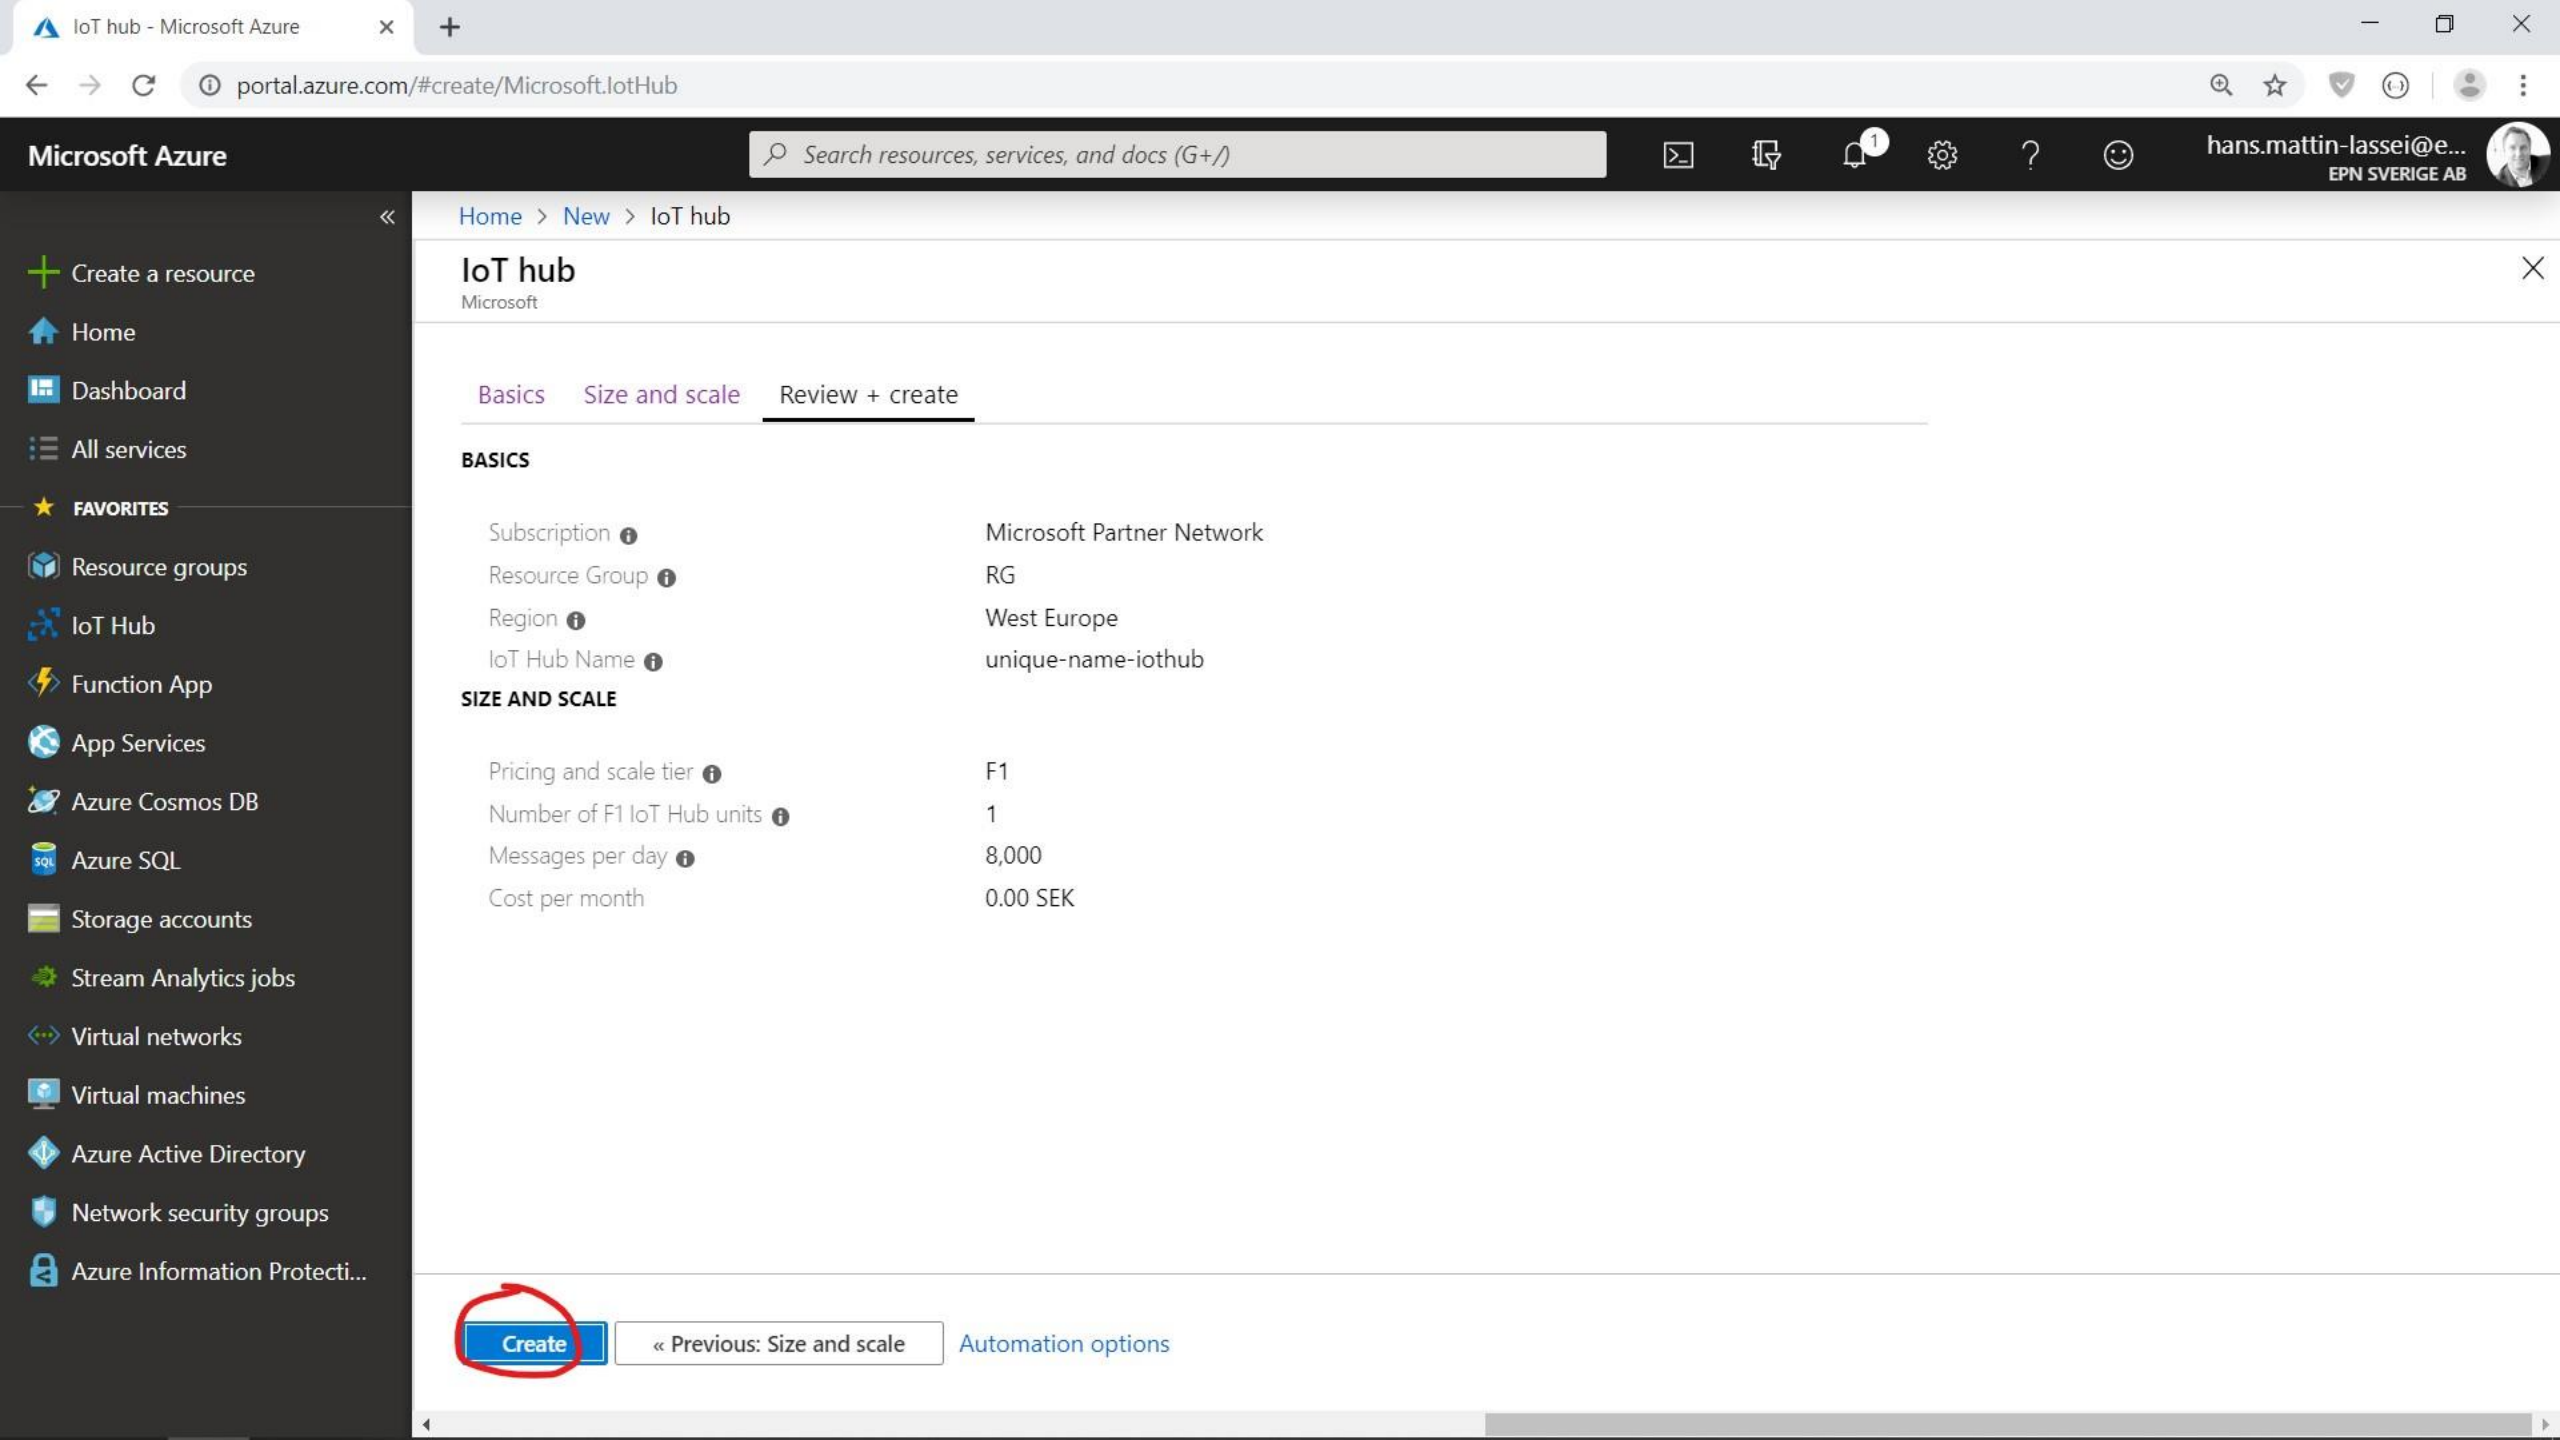 IoT hub - Microsoft Azure
portal.azure.com/#create/Microsoft.IotHub
Microsoft Azure
Search resources, services, and docs (G+/)
1
hans.mattin-lassei@e...
EPN SVERIGE AB
Home > New > IoT hub
IoT hub
Microsoft
Create a resource
Home
Dashboard
All services
FAVORITES
Resource groups
IoT Hub
Function App
App Services
Azure Cosmos DB
Azure SQL
Storage accounts
Stream Analytics jobs
Virtual networks
Virtual machines
Azure Active Directory
Network security groups
Azure Information Protecti...
Basics Size and scale Review + create
BASICS
Subscription Microsoft Partner Network
Resource Group RG
Region West Europe
IoT Hub Name unique-name-iothub
SIZE AND SCALE
Pricing and scale tier F1
Number of F1 IoT Hub units 1
Messages per day 8,000
Cost per month 0.00 SEK
Create « Previous: Size and scale Automation options